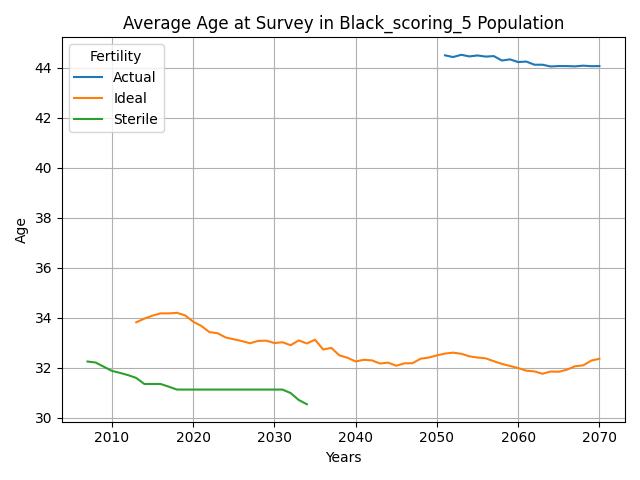 Average Age at Survey in Black_scoring_5 Population
Fertility
Actual
Ideal
Sterile
Age
44
42
40
38
36
34
32
30
2010 2020 2030 2040 2050 2060 2070
Years